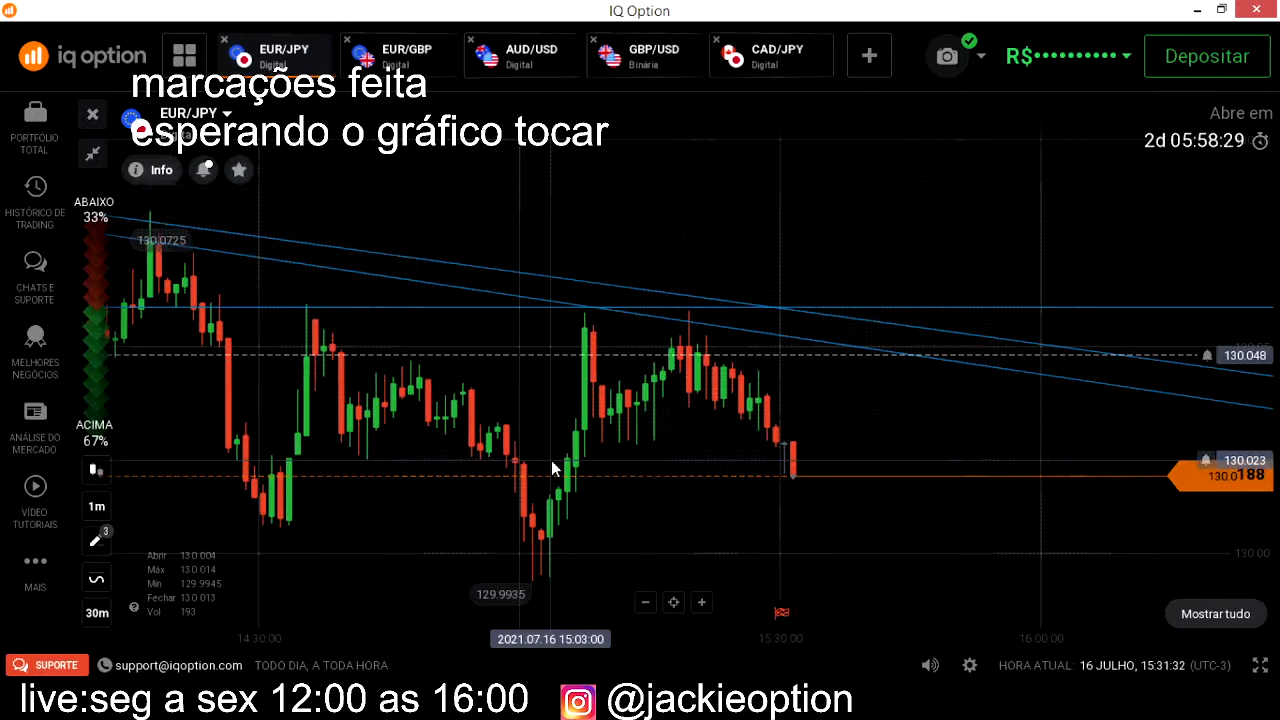 IQ Option
iq option
EUR/JPY
Digital
EUR/GBP
Digital
AUD/USD
Digital
GBP/USD
Binária
CAD/JPY
Digital
R$••••••••••
Depositar
marcações feita
esperando o gráfico tocar
EUR/JPY
Info
Abre em
2d 05:58:29
PORTFÓLIO
TOTAL
HISTÓRICO DE
TRADING
CHATS E
SUPORTE
MELHORES
NEGÓCIOS
ANÁLISE DO
MERCADO
VÍDEO
TUTORIAIS
MAIS
ABAIXO
33%
ACIMA
67%
1m
3
30m
130.0725
130.048
130.023
130.0188
130.00
Abrir 130.004
Máx 130.014
Min 129.9945
Fechar 130.013
Vol 193
129.9935
Mostrar tudo
14:30:00
2021.07.16 15:03:00
15:30:00
16:00:00
SUPORTE
support@iqoption.com
TODO DIA, A TODA HORA
HORA ATUAL: 16 JULHO, 15:31:32 (UTC-3)
live:seg a sex 12:00 as 16:00
@jackieoption